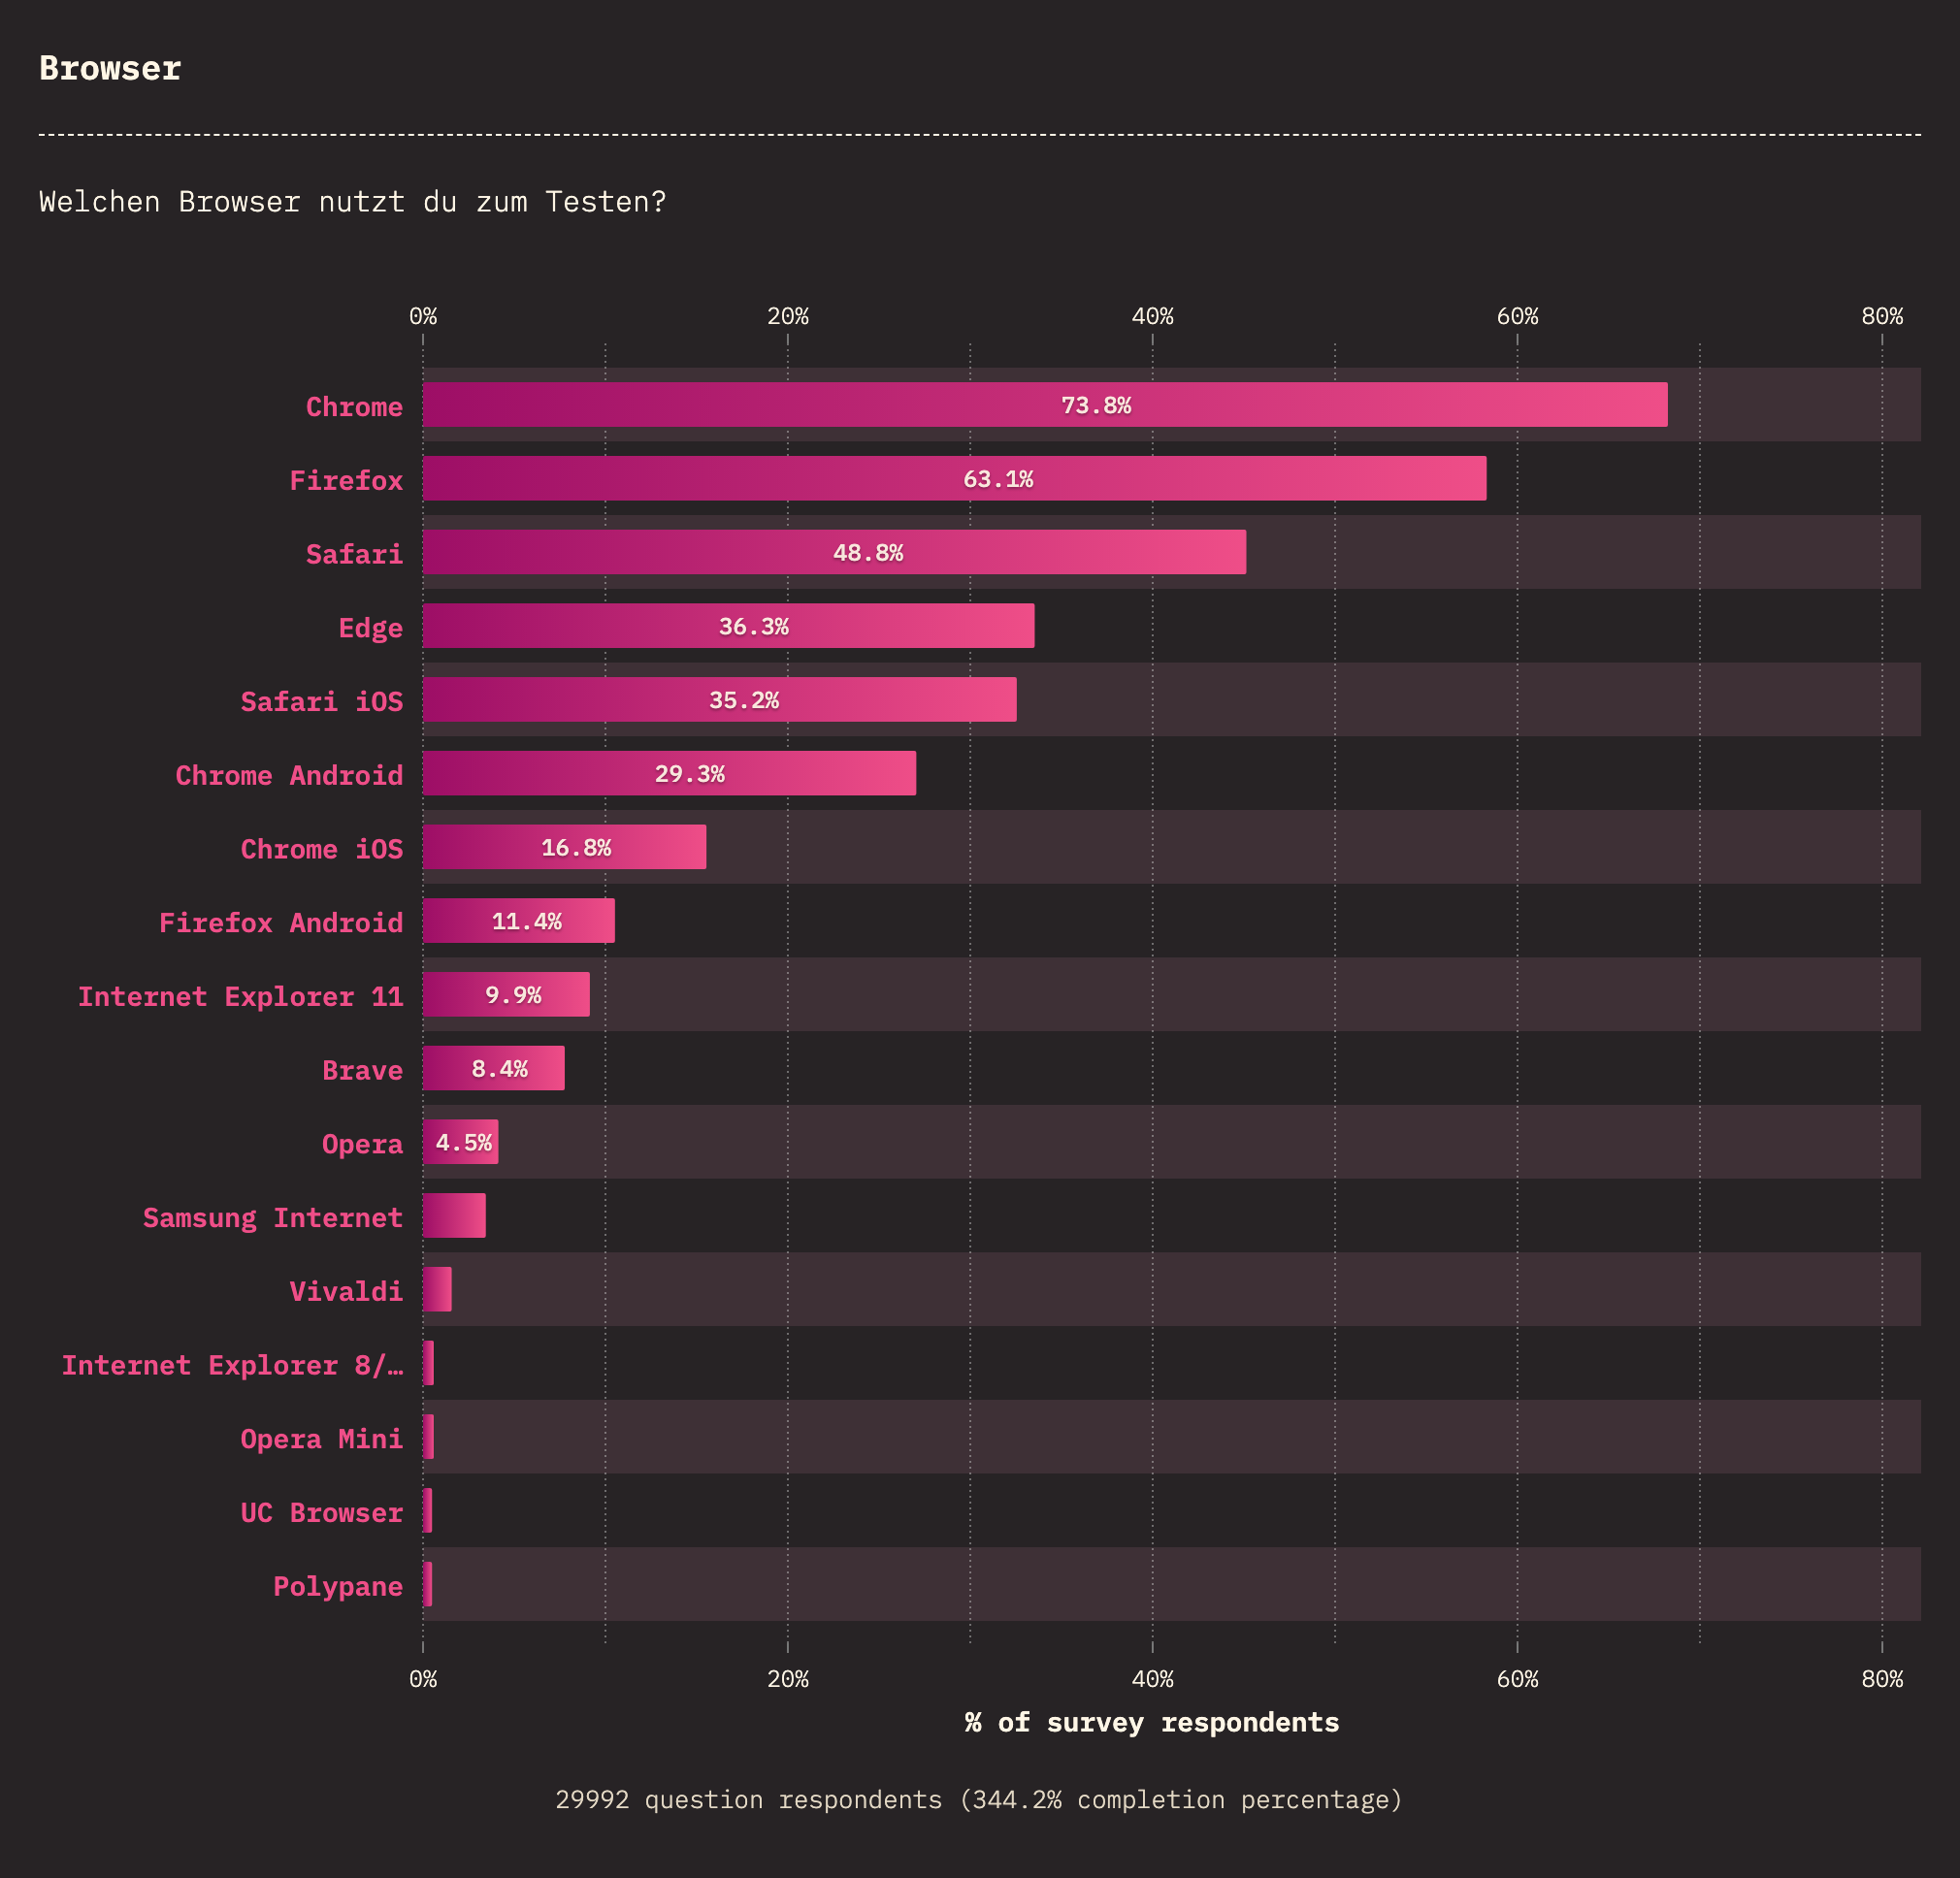 Browser
Welchen Browser nutzt du zum Testen?
0% 20% 40% 60% 80%
Chrome 73.8%
Firefox 63.1%
Safari 48.8%
Edge 36.3%
Safari iOS 35.2%
Chrome Android 29.3%
Chrome iOS 16.8%
Firefox Android 11.4%
Internet Explorer 11 9.9%
Brave 8.4%
Opera 4.5%
Samsung Internet
Vivaldi
Internet Explorer 8/…
Opera Mini
UC Browser
Polypane
0% 20% 40% 60% 80%
% of survey respondents
29992 question respondents (344.2% completion percentage)